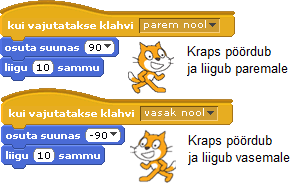 kui vajutatakse klahvi parem nool
osuta suunas 90
liigu 10 sammu
Kraps pöördub
ja liigub paremale
kui vajutatakse klahvi vasak nool
osuta suunas -90
liigu 10 sammu
Kraps pöördub
ja liigub vasemale